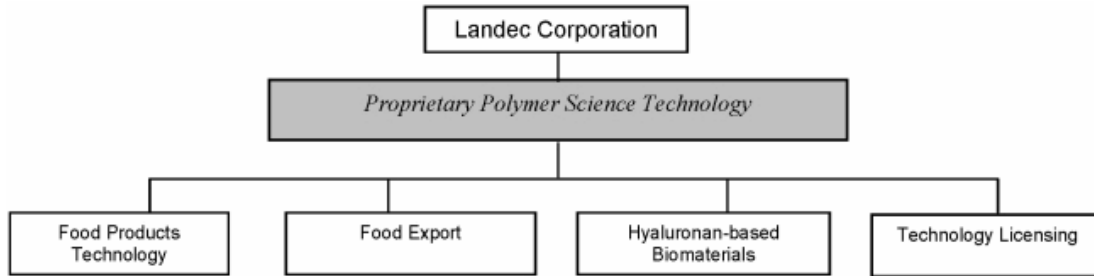 Landec Corporation
Proprietary Polymer Science Technology
Food Products
Technology
Food Export
Hyaluronan-based
Biomaterials
Technology Licensing